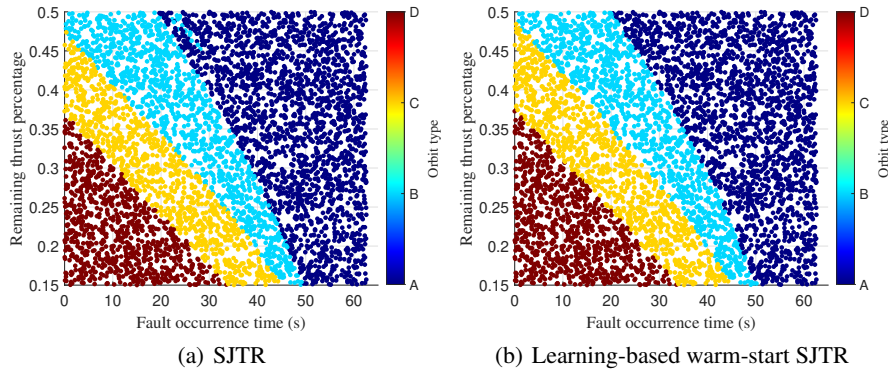 Remaining thrust percentage
0.5
0.45
0.4
0.35
0.3
0.25
0.2
0.15
0 10 20 30 40 50 60
Fault occurrence time (s)
D
C
B
A
Orbit type
(a) SJTR
Remaining thrust percentage
0.5
0.45
0.4
0.35
0.3
0.25
0.2
0.15
0 10 20 30 40 50 60
Fault occurrence time (s)
D
C
B
A
Orbit type
(b) Learning-based warm-start SJTR